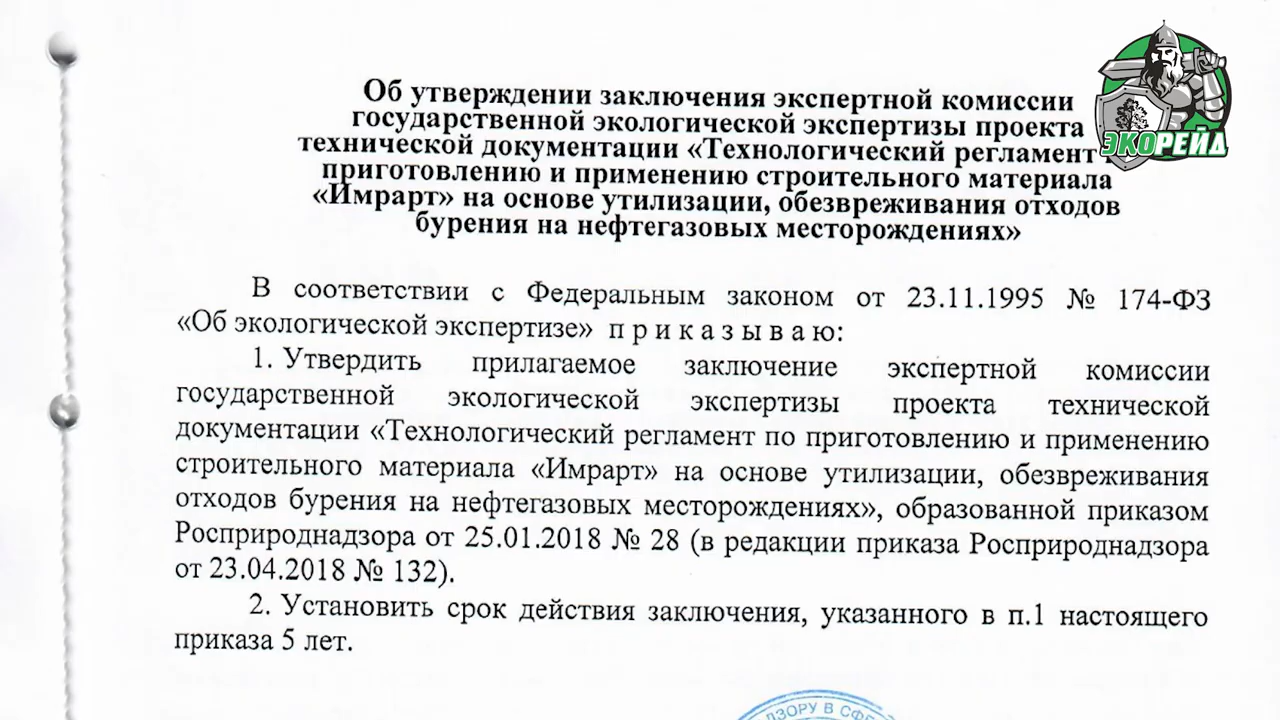 Об утверждении заключения экспертной комиссии
государственной экологической экспертизы проекта
технической документации «Технологический регламент
приготовлению и применению строительного материала
«Имрарт» на основе утилизации, обезвреживания отходов
бурения на нефтегазовых месторождениях»
ЭКОРЕЙД
В соответствии с Федеральным законом от 23.11.1995 № 174-ФЗ
«Об экологической экспертизе» п р и к а з ы в а ю:
1. Утвердить прилагаемое заключение экспертной комиссии
государственной экологической экспертизы проекта технической
документации «Технологический регламент по приготовлению и применению
строительного материала «Имрарт» на основе утилизации, обезвреживания
отходов бурения на нефтегазовых месторождениях», образованной приказом
Росприроднадзора от 25.01.2018 № 28 (в редакции приказа Росприроднадзора
от 23.04.2018 № 132).
2. Установить срок действия заключения, указанного в п.1 настоящего
приказа 5 лет.
ДЗОРУ В СФЕ